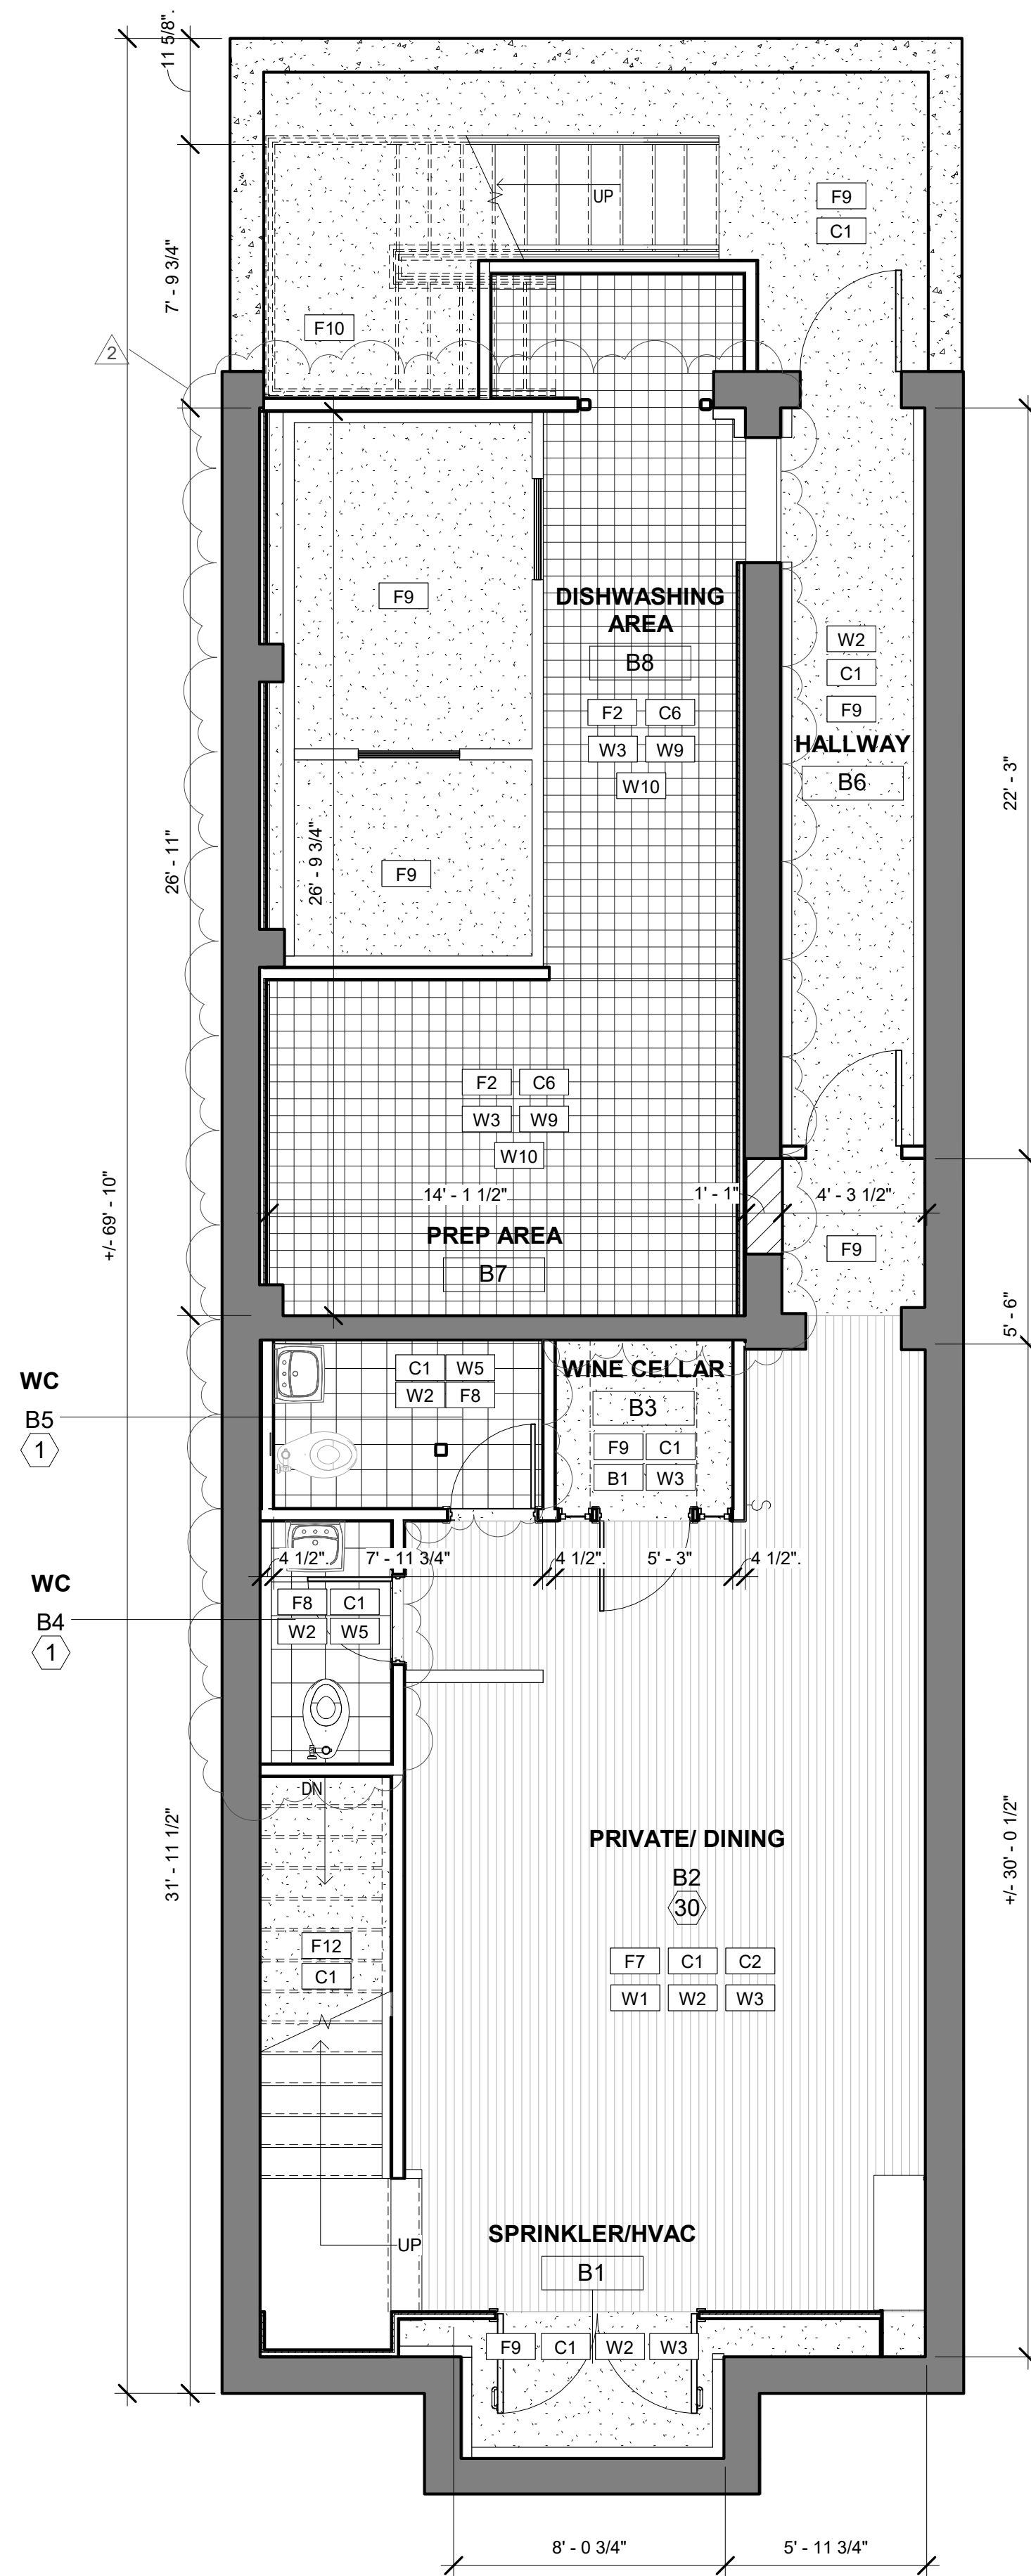 11 5/8".
UP
F9
C1
7' - 9 3/4"
F10
2
F9
DISHWASHING
AREA
B8
F2 C6
W3 W9
W10
W2
C1
F9
HALLWAY
B6
22' - 3"
26' - 11"
26' - 9 3/4"
F9
F2 C6
W3 W9
W10
+/- 69' - 10"
14' - 1 1/2"
1' - 1"
4' - 3 1/2"
PREP AREA
B7
F9
5' - 6"
WC
B5
1
C1 W5
W2 F8
WINE CELLAR
B3
F9 C1
B1 W3
S
4 1/2".
7' - 11 3/4"
4 1/2".
5' - 3"
4 1/2".
WC
B4
1
F8 C1
W2 W5
DN
PRIVATE/ DINING
B2
30
31' - 11 1/2"
+/- 30' - 0 1/2"
F12
C1
F7 C1 C2
W1 W2 W3
UP
SPRINKLER/HVAC
B1
F9 C1 W2 W3
8' - 0 3/4"
5' - 11 3/4"